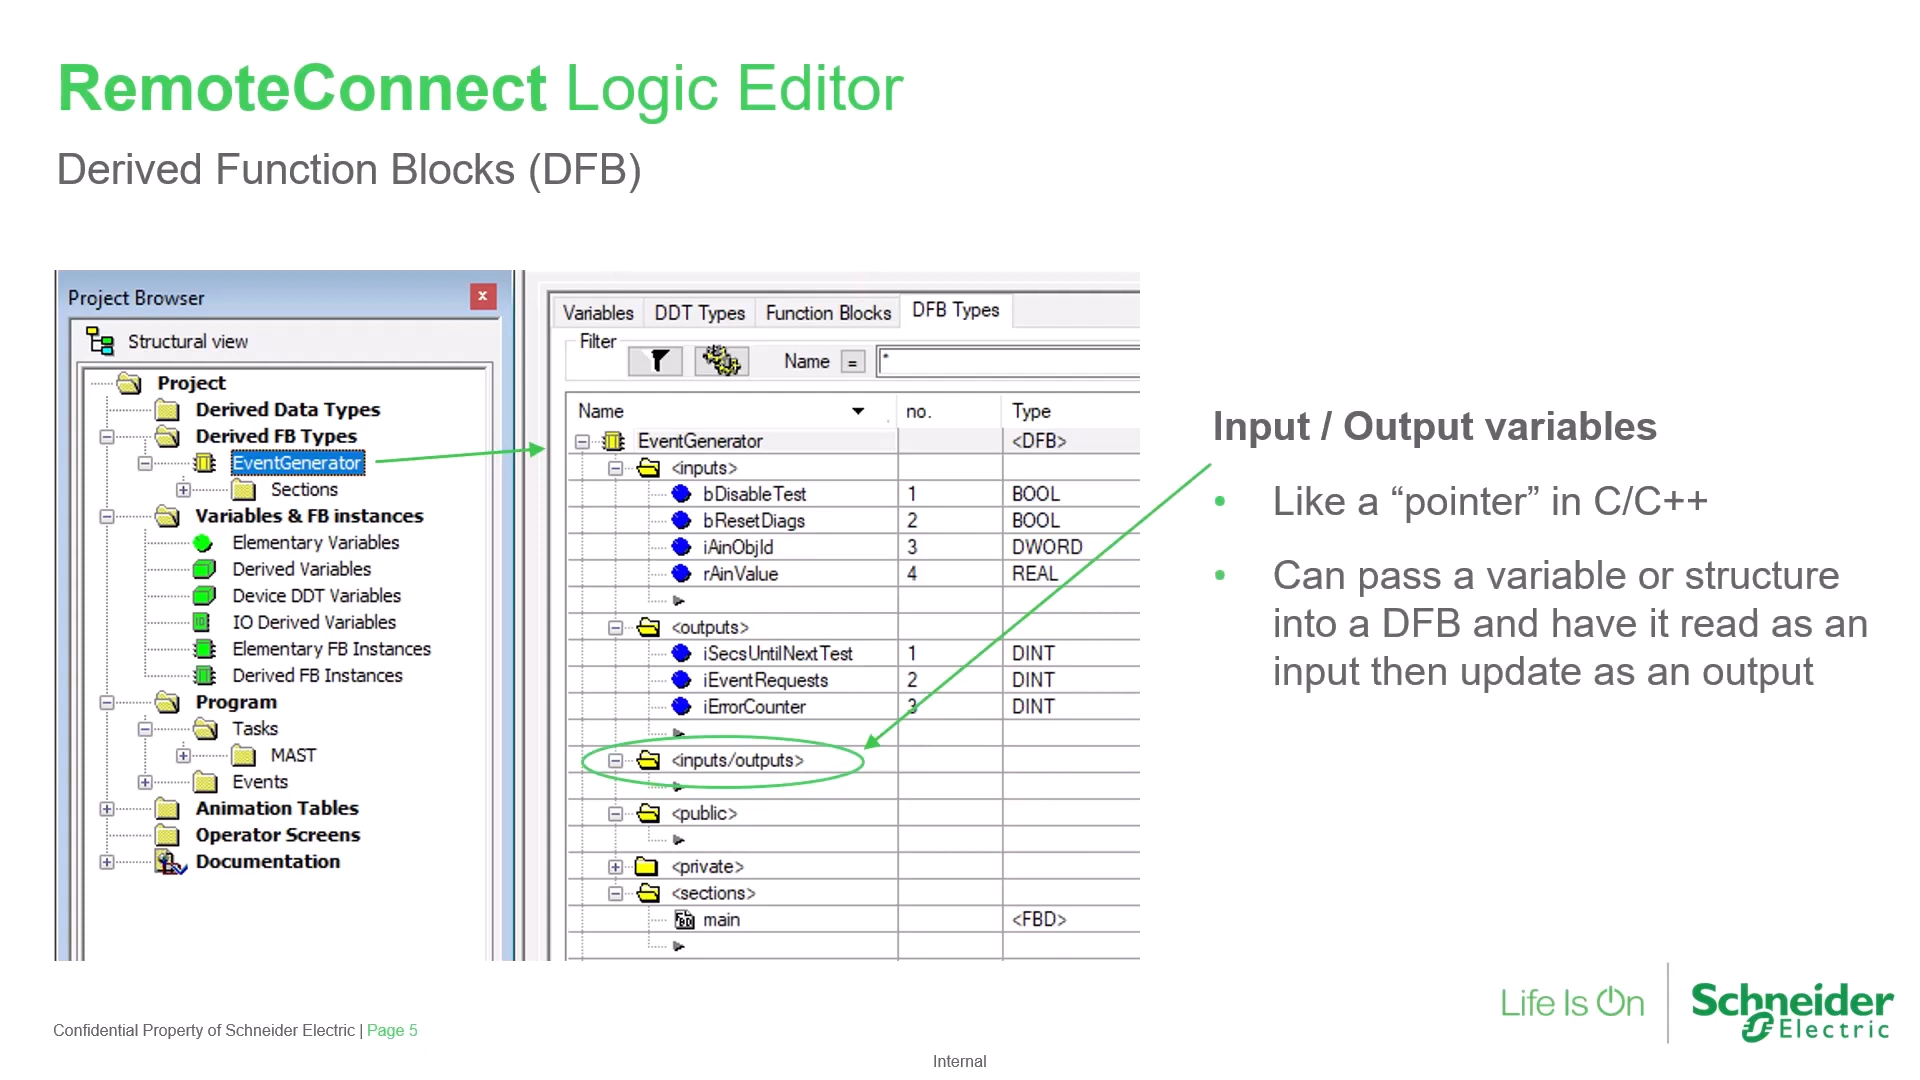 RemoteConnect Logic Editor
Derived Function Blocks (DFB)
Project Browser
x
Structural view
Project
Derived Data Types
Derived FB Types
EventGenerator
Sections
Variables & FB instances
Elementary Variables
Derived Variables
Device DDT Variables
IO Derived Variables
Elementary FB Instances
Derived FB Instances
Program
Tasks
MAST
Events
Animation Tables
Operator Screens
Documentation
Variables DDT Types Function Blocks DFB Types
Filter
Name = *
Name no. Type
EventGenerator <DFB>
<inputs>
bDisableTest 1 BOOL
bResetDiags 2 BOOL
iAinObjId 3 DWORD
rAinValue 4 REAL
<outputs>
iSecsUntilNextTest 1 DINT
iEventRequests 2 DINT
iErrorCounter 3 DINT
<inputs/outputs>
<public>
<private>
<sections>
main <FBD>
Input / Output variables
• Like a “pointer” in C/C++
• Can pass a variable or structure
into a DFB and have it read as an
input then update as an output
Life Is On
Schneider
Electric
Confidential Property of Schneider Electric | Page 5
Internal